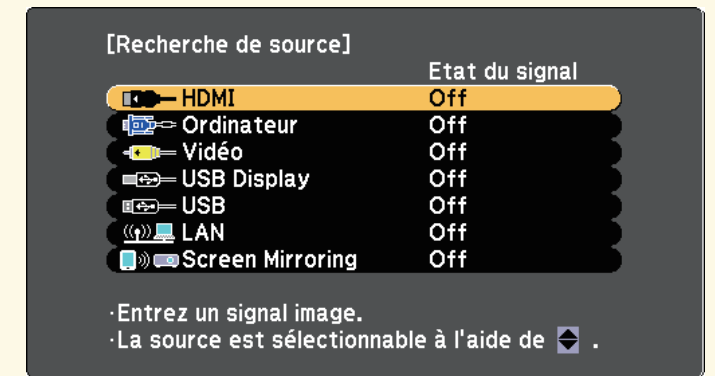 [Recherche de source]
Etat du signal
HDMI Off
Ordinateur Off
Vidéo Off
USB Display Off
USB Off
LAN Off
Screen Mirroring Off
·Entrez un signal image.
·La source est sélectionnable à l'aide de .